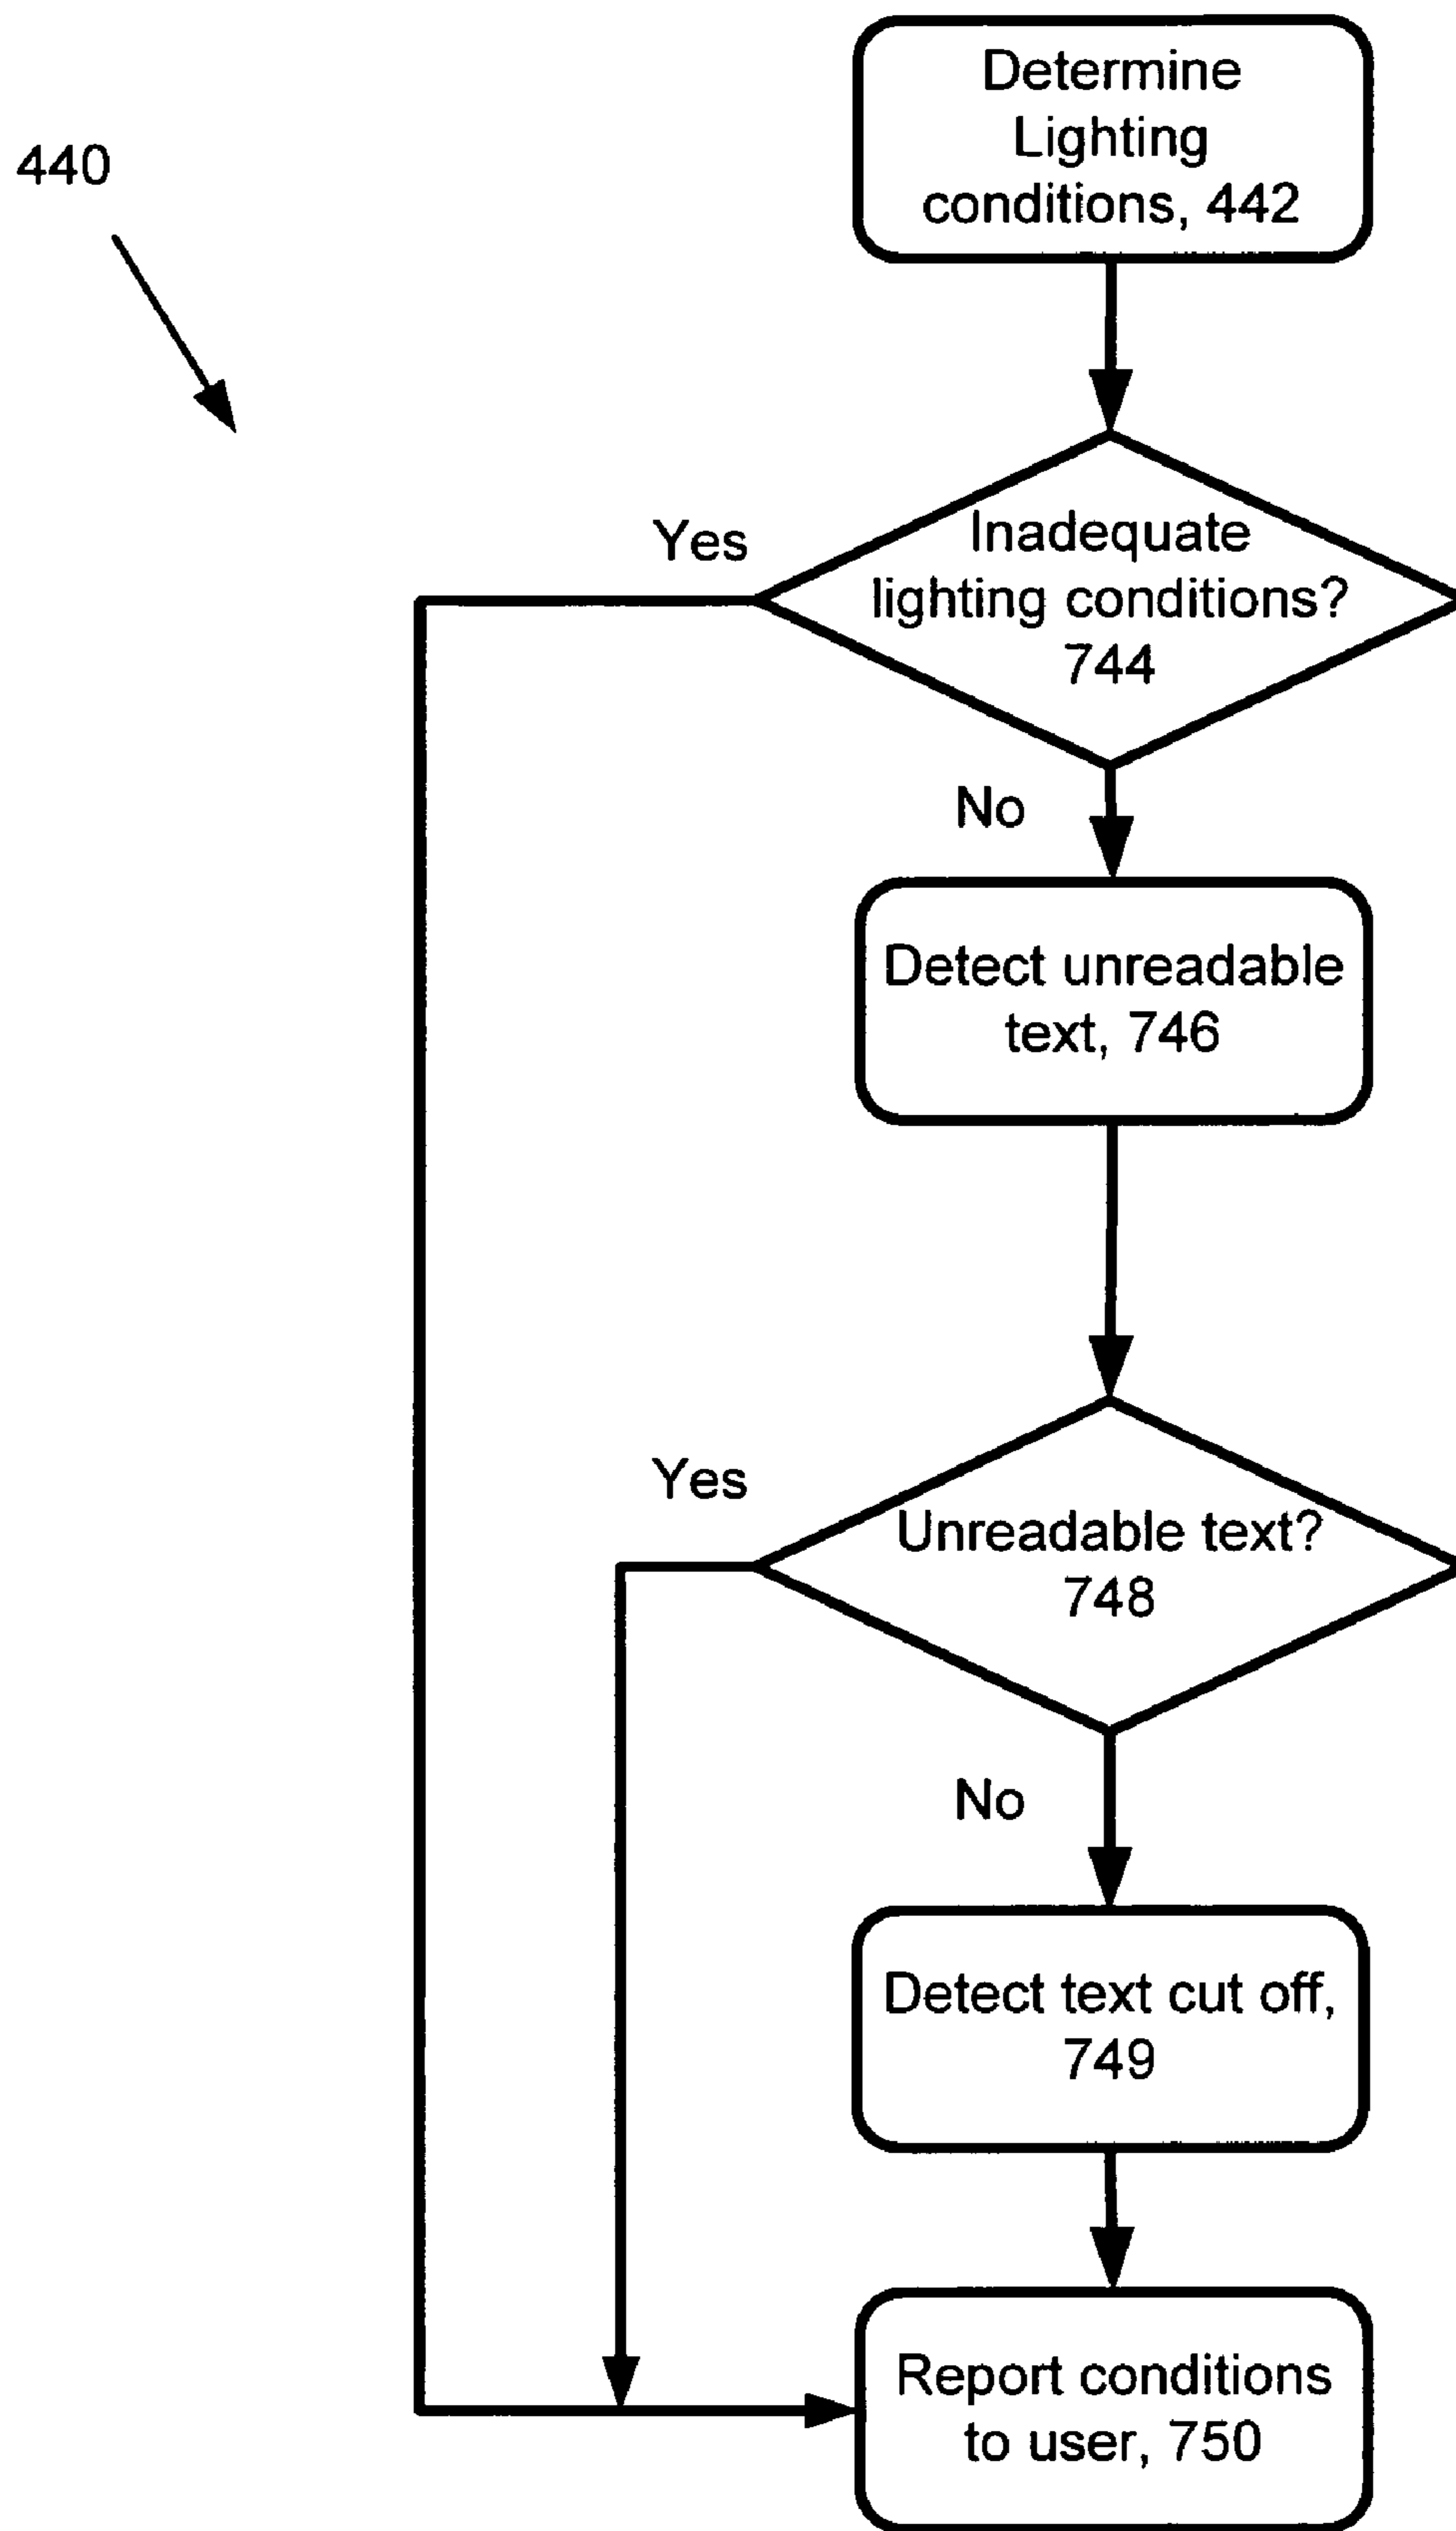 440
Determine
Lighting
conditions, 442
Yes
Inadequate
lighting conditions?
744
No
Detect unreadable
text, 746
Yes
Unreadable text?
748
No
Detect text cut off,
749
Report conditions
to user, 750